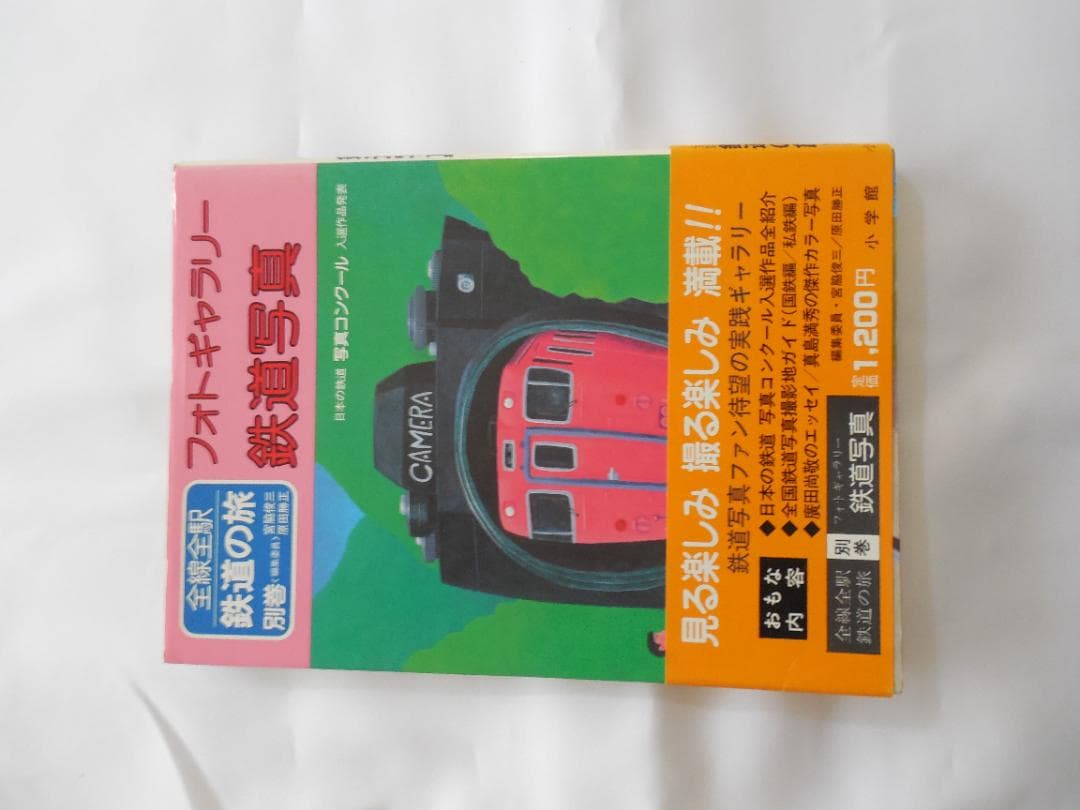 全線全駅
鉄道の旅
別巻〈編集委員〉宮脇俊三
原田勝正
フォトギャラリー
鉄道写真
日本の鉄道 写真コンクール 入選作品発表
CAMERA
見る楽しみ 撮る楽しみ 満載!!
鉄道写真ファン待望の実践ギャラリー
おもな
内容
◆日本の鉄道 写真コンクール入選作品全紹介
◆全国鉄道写真撮影地ガイド(国鉄編/私鉄編)
◆廣田尚敬のエッセイ/真島満秀の傑作カラー写真
全線全駅
鉄道の旅
別巻
フォトギャラリー
鉄道写真
編集委員・宮脇俊三/原田勝正
定価1,200円
小学館